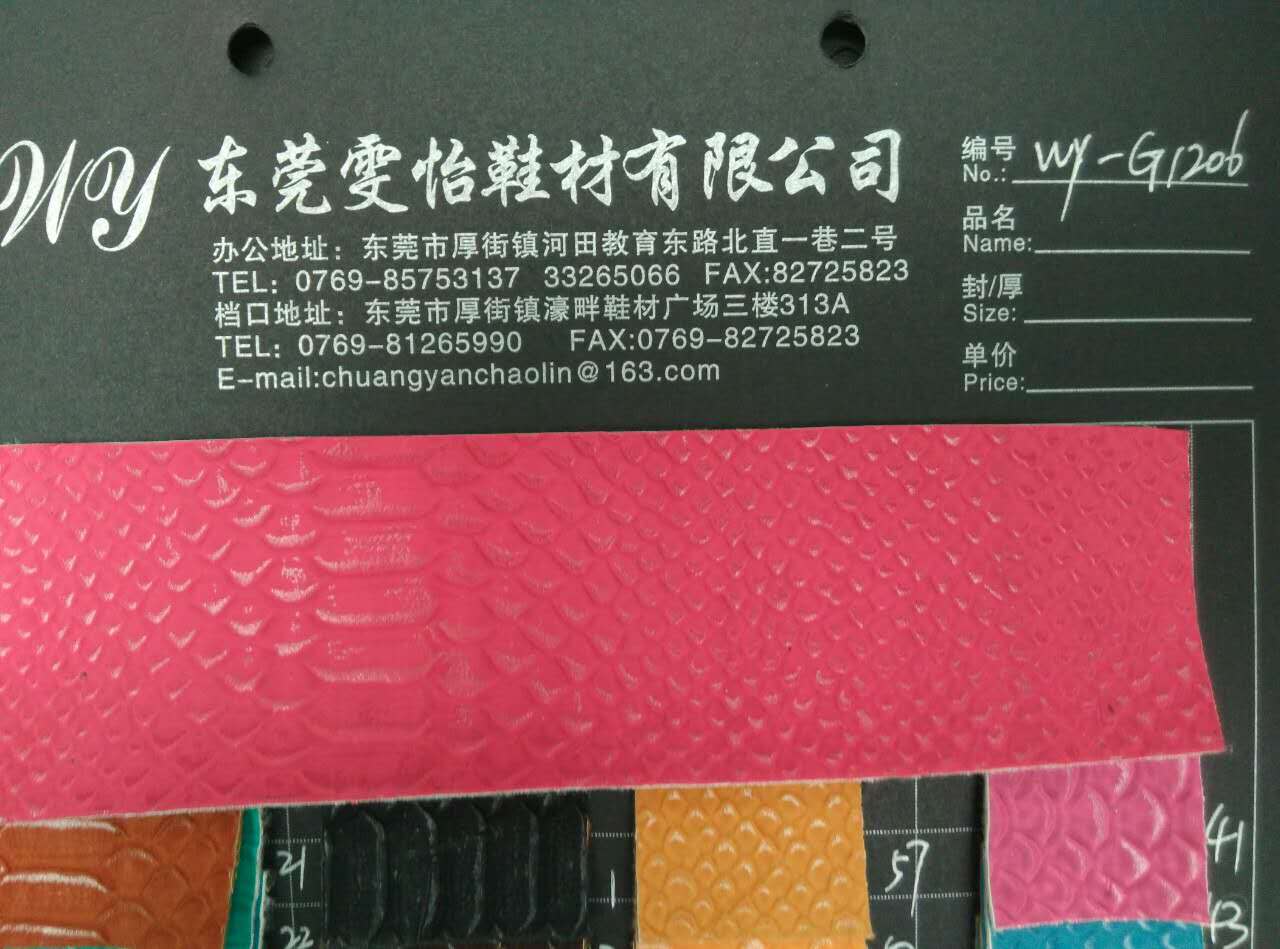 WY 东莞雯怡鞋材有限公司
办公地址：东莞市厚街镇河田教育东路北直一巷二号
TEL：0769-85753137 33265066 FAX:82725823
档口地址：东莞市厚街镇濠畔鞋材广场三楼313A
TEL：0769-81265990 FAX:0769-82725823
E-mail:chuangyanchaolin@163.com
编号
No.: WY-G1206
品名
Name:
封/厚
Size:
单价
Price:
21
1
57
41
22
13